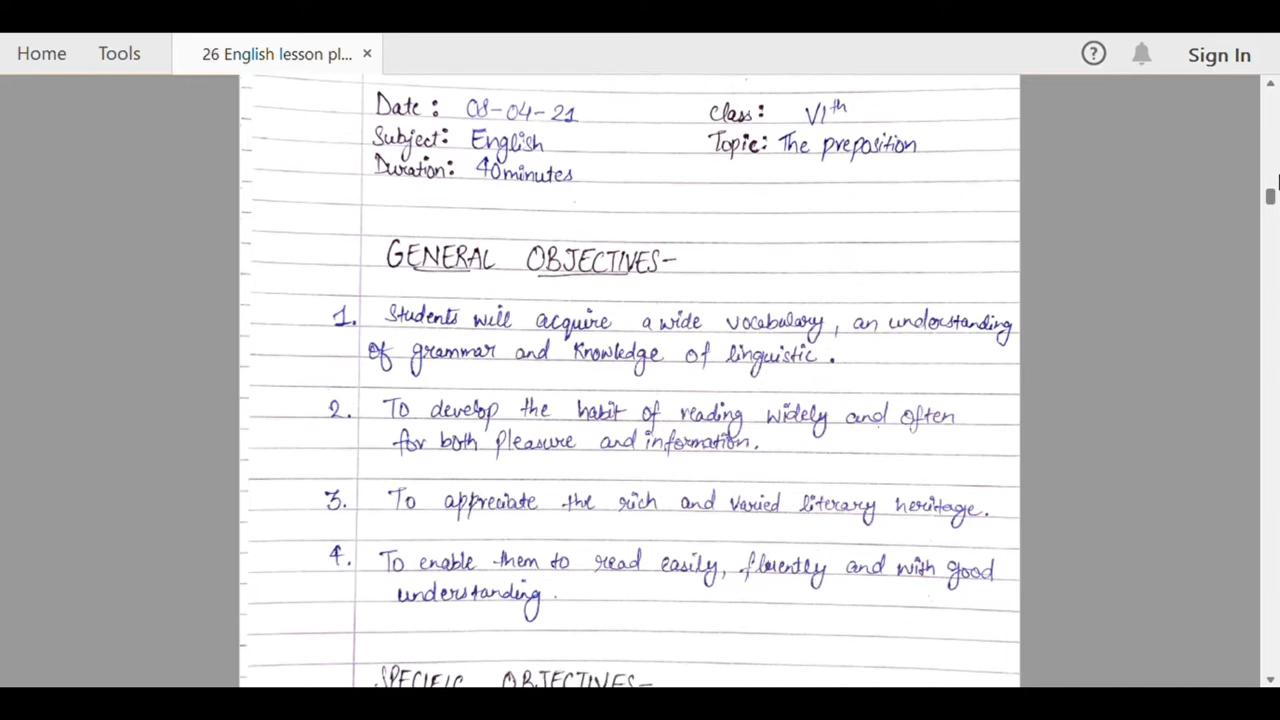 Home Tools 26 English lesson pl... × ? Sign In
Date: 08-04-21 Class: VIth
Subject: English Topic: The preposition
Duration: 40minutes
GENERAL OBJECTIVES-
1. Students will acquire a wide vocabulary, an understanding
of grammar and Knowledge of linguistic.
2. To develop the habit of reading widely and often
for both pleasure and information.
3. To appreciate the rich and varied literary heritage.
4. To enable them to read easily, fluently and with good
understanding.
SPECIFIC OBJECTIVES-